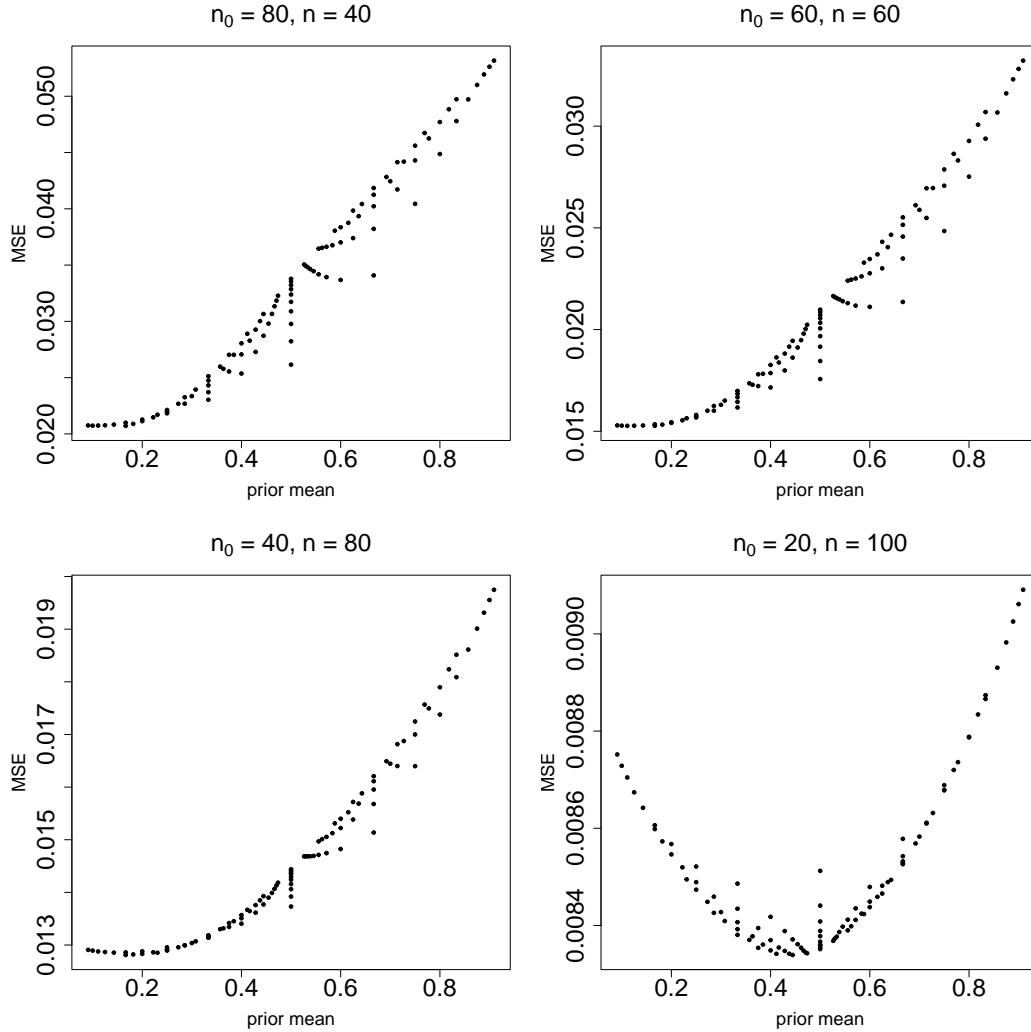 n₀ = 80, n = 40
MSE
0.050
0.040
0.030
0.020
0.2 0.4 0.6 0.8
prior mean
n₀ = 60, n = 60
MSE
0.030
0.025
0.020
0.015
0.2 0.4 0.6 0.8
prior mean
n₀ = 40, n = 80
MSE
0.019
0.017
0.015
0.013
0.2 0.4 0.6 0.8
prior mean
n₀ = 20, n = 100
MSE
0.0090
0.0088
0.0086
0.0084
0.2 0.4 0.6 0.8
prior mean